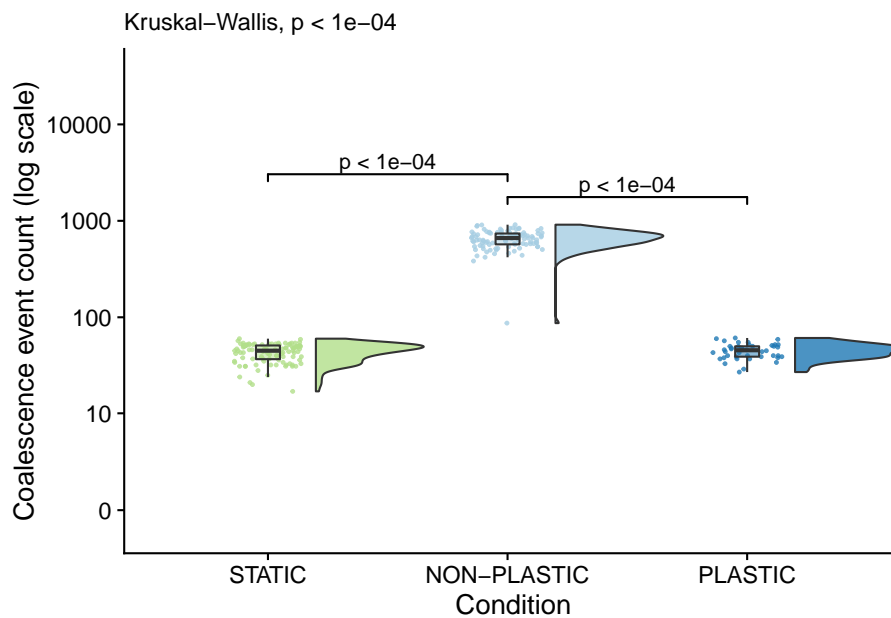 Kruskal−Wallis, p < 1e−04
Coalescence event count (log scale)
10000
1000
100
10
0
p < 1e−04
p < 1e−04
STATIC
NON−PLASTIC
PLASTIC
Condition